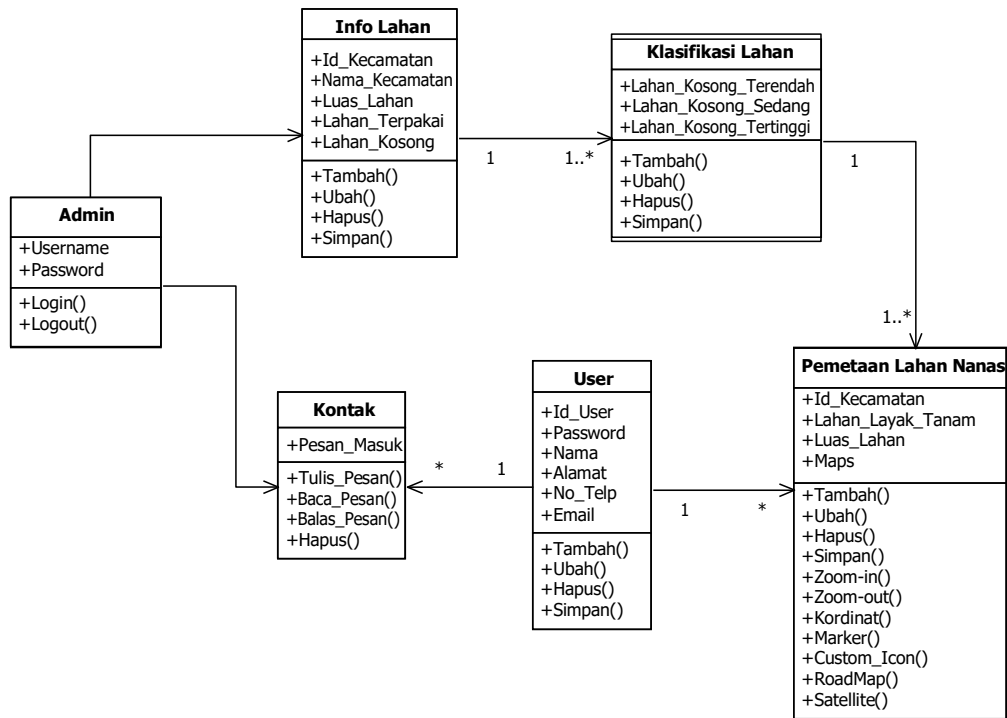 Info Lahan
+Id_Kecamatan
+Nama_Kecamatan
+Luas_Lahan
+Lahan_Terpakai
+Lahan_Kosong
+Tambah()
+Ubah()
+Hapus()
+Simpan()
1
1..*
Klasifikasi Lahan
+Lahan_Kosong_Terendah
+Lahan_Kosong_Sedang
+Lahan_Kosong_Tertinggi
+Tambah()
+Ubah()
+Hapus()
+Simpan()
1
1..*
Admin
+Username
+Password
+Login()
+Logout()
Kontak
+Pesan_Masuk
+Tulis_Pesan()
+Baca_Pesan()
+Balas_Pesan()
+Hapus()
*
1
User
+Id_User
+Password
+Nama
+Alamat
+No_Telp
+Email
+Tambah()
+Ubah()
+Hapus()
+Simpan()
1
*
Pemetaan Lahan Nanas
+Id_Kecamatan
+Lahan_Layak_Tanam
+Luas_Lahan
+Maps
+Tambah()
+Ubah()
+Hapus()
+Simpan()
+Zoom-in()
+Zoom-out()
+Kordinat()
+Marker()
+Custom_Icon()
+RoadMap()
+Satellite()